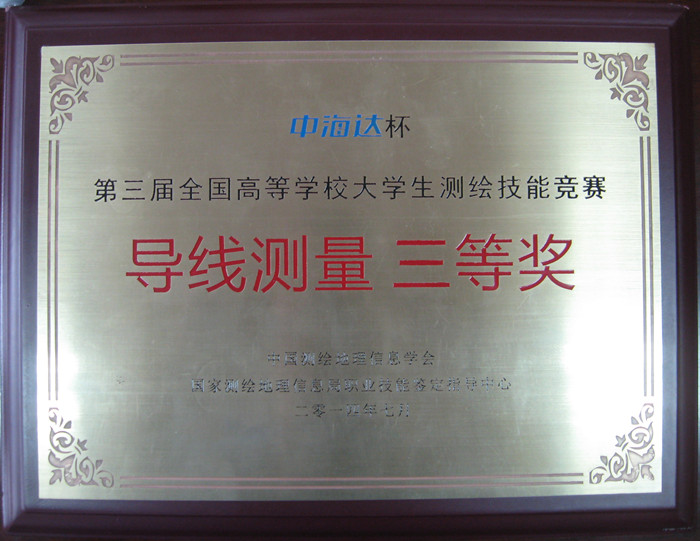 中海达杯
第三届全国高等学校大学生测绘技能竞赛
导线测量 三等奖
中国测绘地理信息学会
国家测绘地理信息局职业技能鉴定指导中心
二零一 年七月